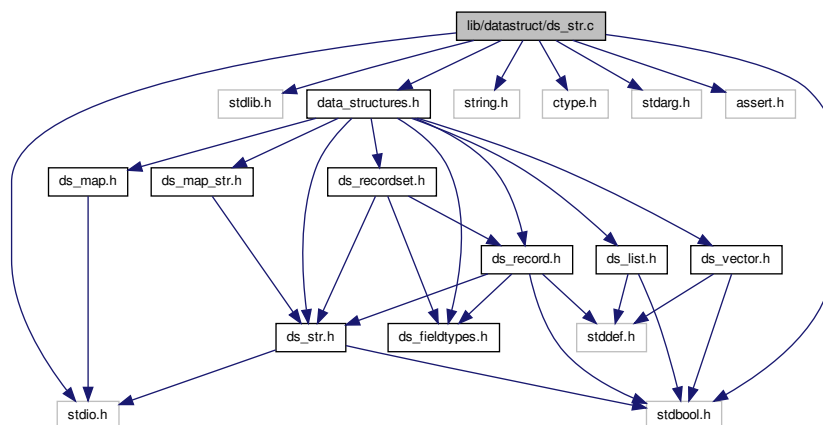 lib/datastruct/ds_str.c
stdlib.h
data_structures.h
string.h
ctype.h
stdarg.h
assert.h
ds_map.h
ds_map_str.h
ds_recordset.h
ds_record.h
ds_list.h
ds_vector.h
ds_str.h
ds_fieldtypes.h
stddef.h
stdio.h
stdbool.h